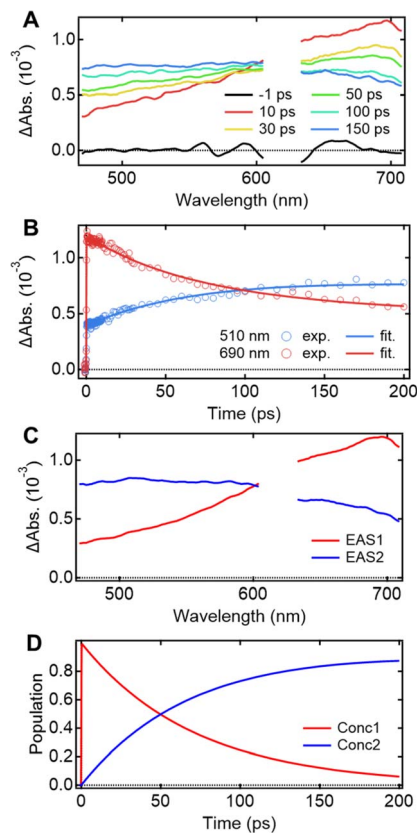 A
ΔAbs. (10⁻³)
1.0
0.5
0.0
-1 ps
10 ps
30 ps
50 ps
100 ps
150 ps
500
600
700
Wavelength (nm)
B
ΔAbs. (10⁻³)
1.0
0.5
0.0
510 nm exp. fit.
690 nm exp. fit.
0
50
100
150
200
Time (ps)
C
ΔAbs. (10⁻³)
1.0
0.5
0.0
EAS1
EAS2
500
600
700
Wavelength (nm)
D
Population
0.8
0.6
0.4
0.2
0.0
Conc1
Conc2
0
50
100
150
200
Time (ps)